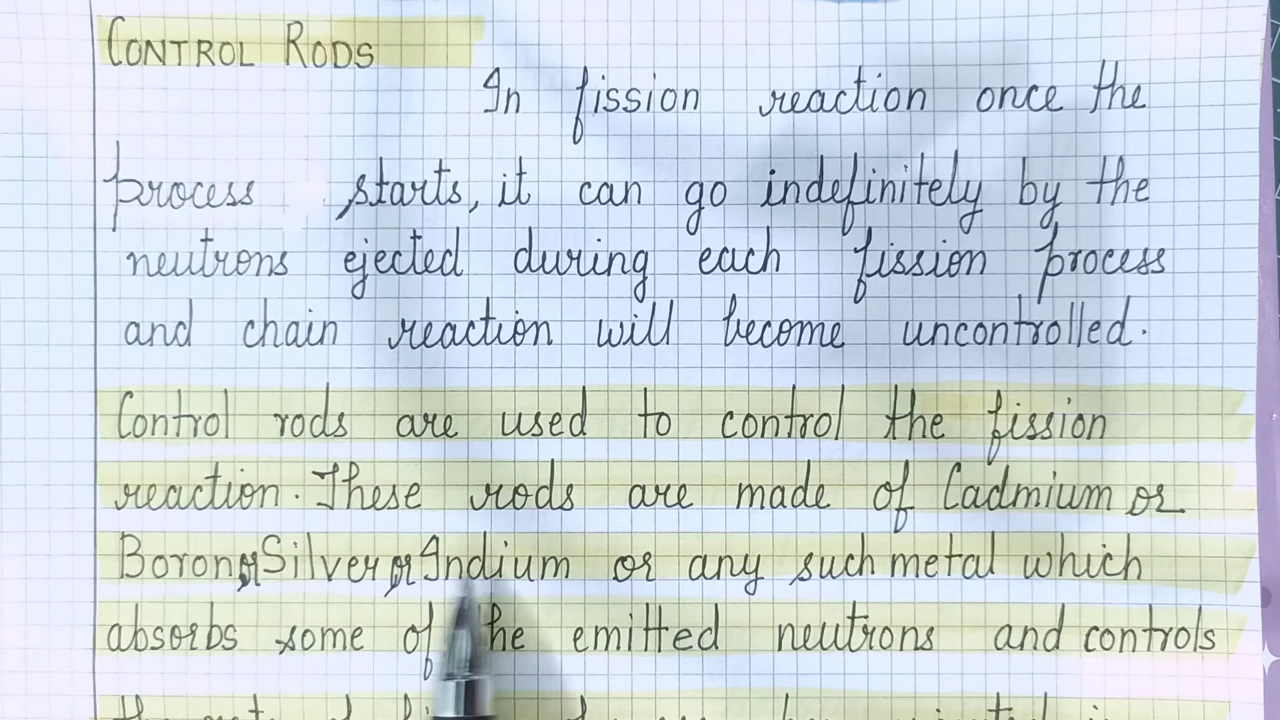 CONTROL RODS
In fission reaction once the
process starts, it can go indefinitely by the
neutrons ejected during each fission process
and chain reaction will become uncontrolled.
Control rods are used to control the fission
reaction. These rods are made of Cadmium or
Boron or Silver or Indium or any such metal which
absorbs some of the emitted neutrons and controls